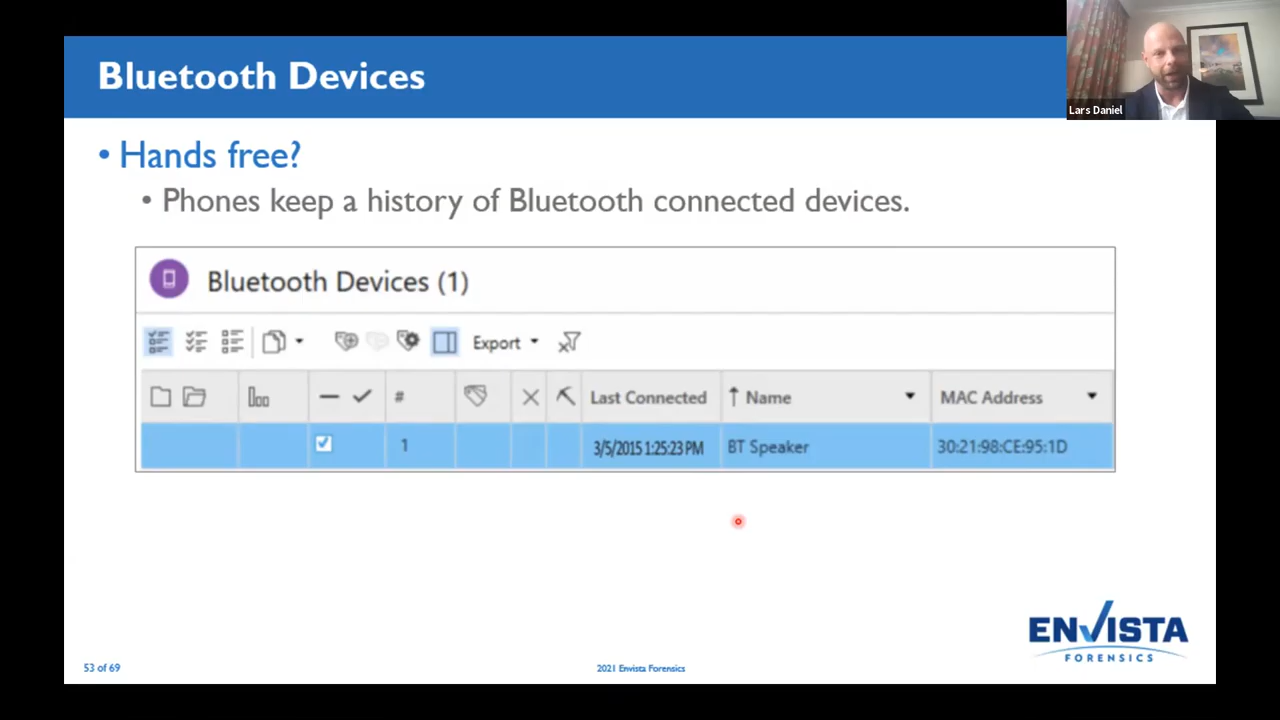 Bluetooth Devices
Lars Daniel
• Hands free?
• Phones keep a history of Bluetooth connected devices.
Bluetooth Devices (1)
Export
# Last Connected Name MAC Address
1 3/5/2015 1:25:23 PM BT Speaker 30:21:98:CE:95:1D
ENVISTA
FORENSICS
53 of 69 2021 Envista Forensics